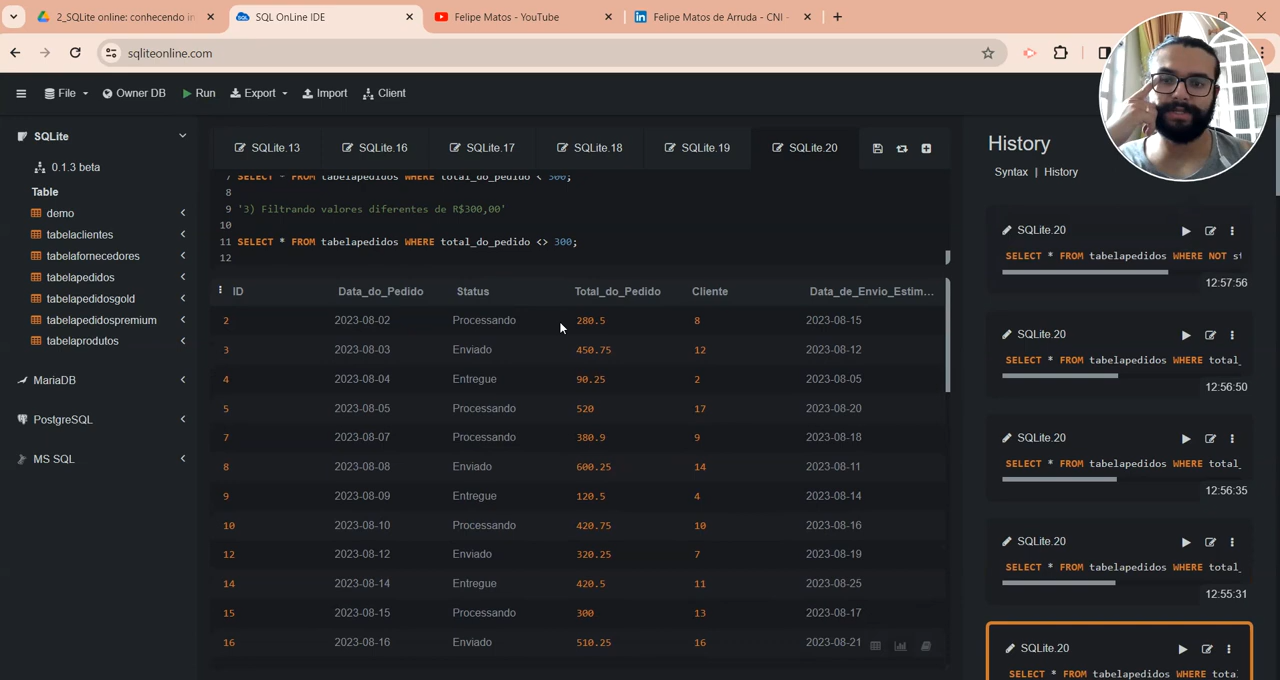 2_SQLite online: conhecendo in
SQL OnLine IDE
Felipe Matos - YouTube
Felipe Matos de Arruda - CNI -
sqliteonline.com
File
Owner DB
Run
Export
Import
Client
SQLite
0.1.3 beta
Table
demo
tabelaclientes
tabelafornecedores
tabelapedidos
tabelapedidosgold
tabelapedidospremium
tabelaprodutos
MariaDB
PostgreSQL
MS SQL
SQLite.13 SQLite.16 SQLite.17 SQLite.18 SQLite.19 SQLite.20
7 SELECT * FROM tabelapedidos WHERE total_do_pedido < 300;
8
9 '3) Filtrando valores diferentes de R$300,00'
10
11 SELECT * FROM tabelapedidos WHERE total_do_pedido <> 300;
12
ID Data_do_Pedido Status Total_do_Pedido Cliente Data_de_Envio_Estim...
2 2023-08-02 Processando 280.5 8 2023-08-15
3 2023-08-03 Enviado 450.75 12 2023-08-12
4 2023-08-04 Entregue 90.25 2 2023-08-05
5 2023-08-05 Processando 520 17 2023-08-20
7 2023-08-07 Processando 380.9 9 2023-08-18
8 2023-08-08 Enviado 600.25 14 2023-08-11
9 2023-08-09 Entregue 120.5 4 2023-08-14
10 2023-08-10 Processando 420.75 10 2023-08-16
12 2023-08-12 Enviado 320.25 7 2023-08-19
14 2023-08-14 Entregue 420.5 11 2023-08-25
15 2023-08-15 Processando 300 13 2023-08-17
16 2023-08-16 Enviado 510.25 16 2023-08-21
History
Syntax | History
SQLite.20
SELECT * FROM tabelapedidos WHERE NOT st
12:57:56
SQLite.20
SELECT * FROM tabelapedidos WHERE total_
12:56:50
SQLite.20
SELECT * FROM tabelapedidos WHERE total_
12:56:35
SQLite.20
SELECT * FROM tabelapedidos WHERE total_
12:55:31
SQLite.20
SELECT * FROM tabelapedidos WHERE total